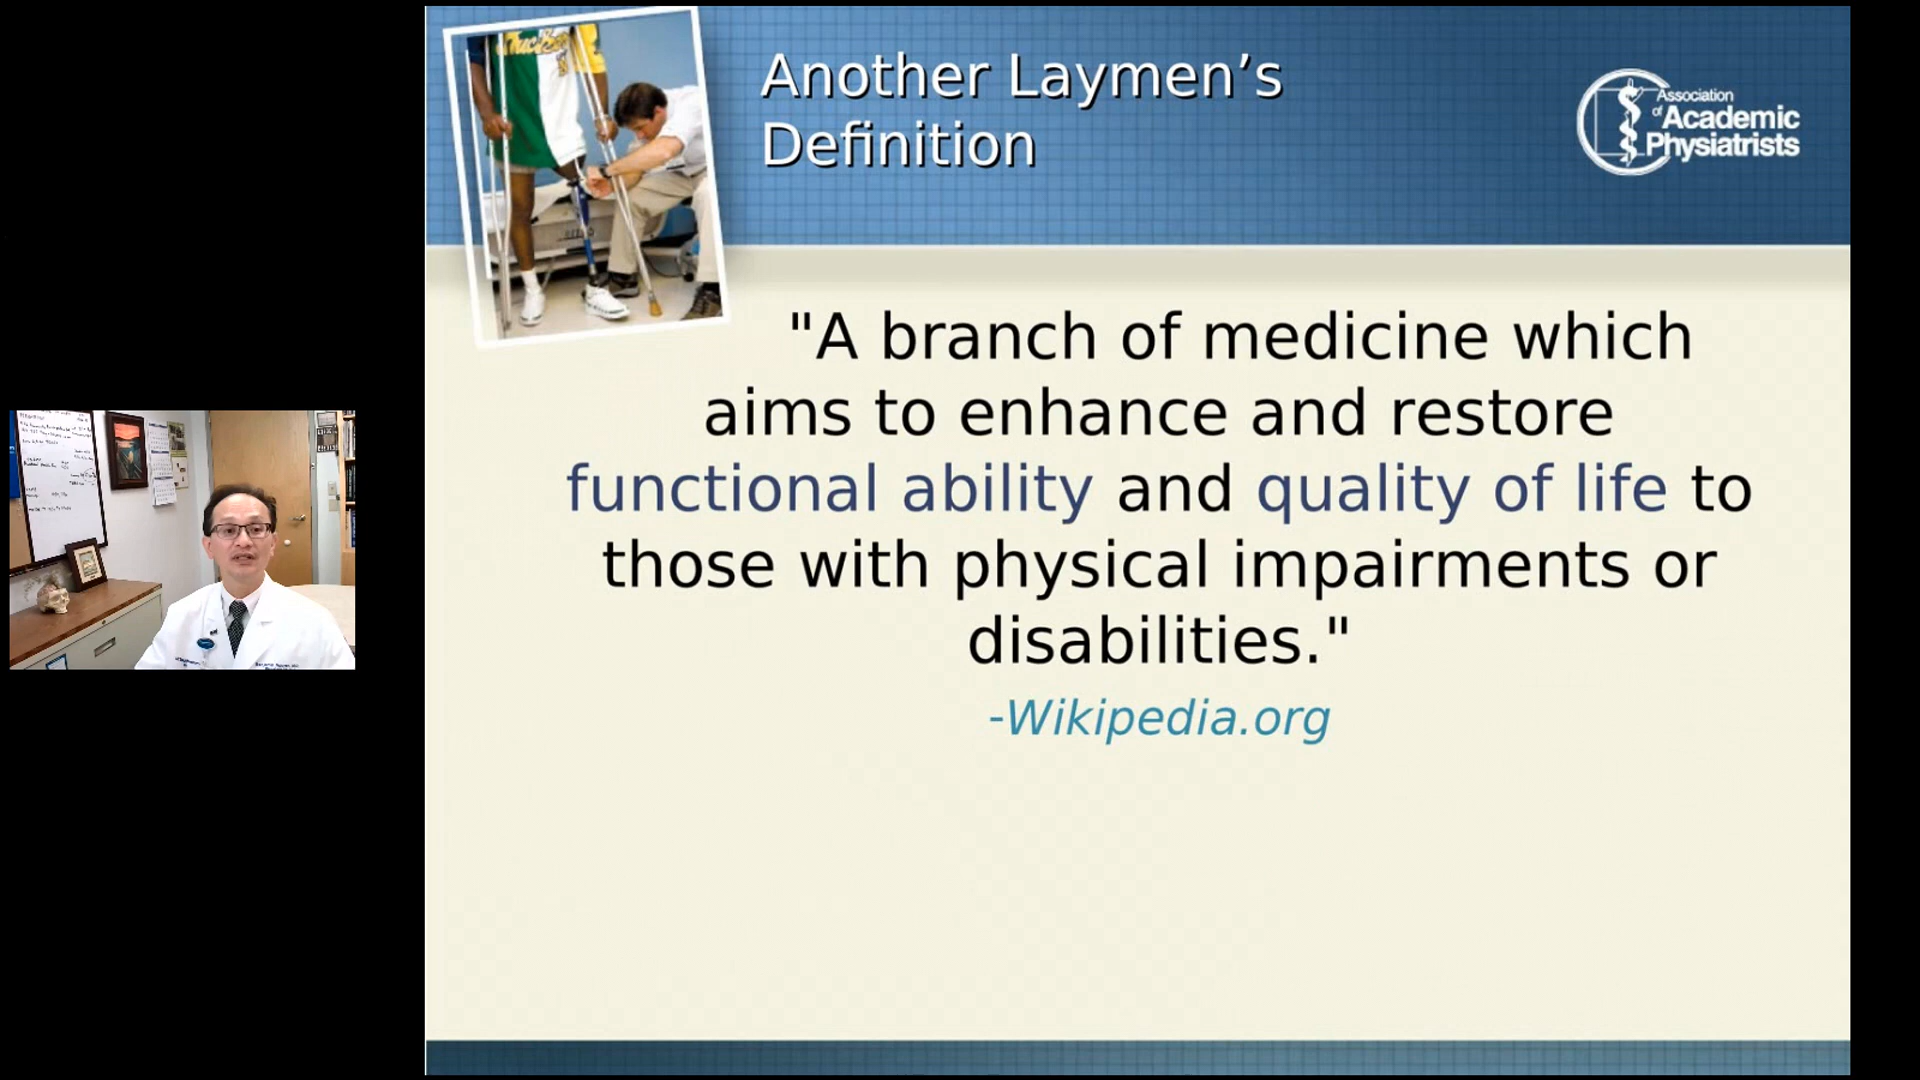 Another Laymen’s
Definition
Association
of Academic
Physiatrists
"A branch of medicine which
aims to enhance and restore
functional ability and quality of life to
those with physical impairments or
disabilities."
-Wikipedia.org